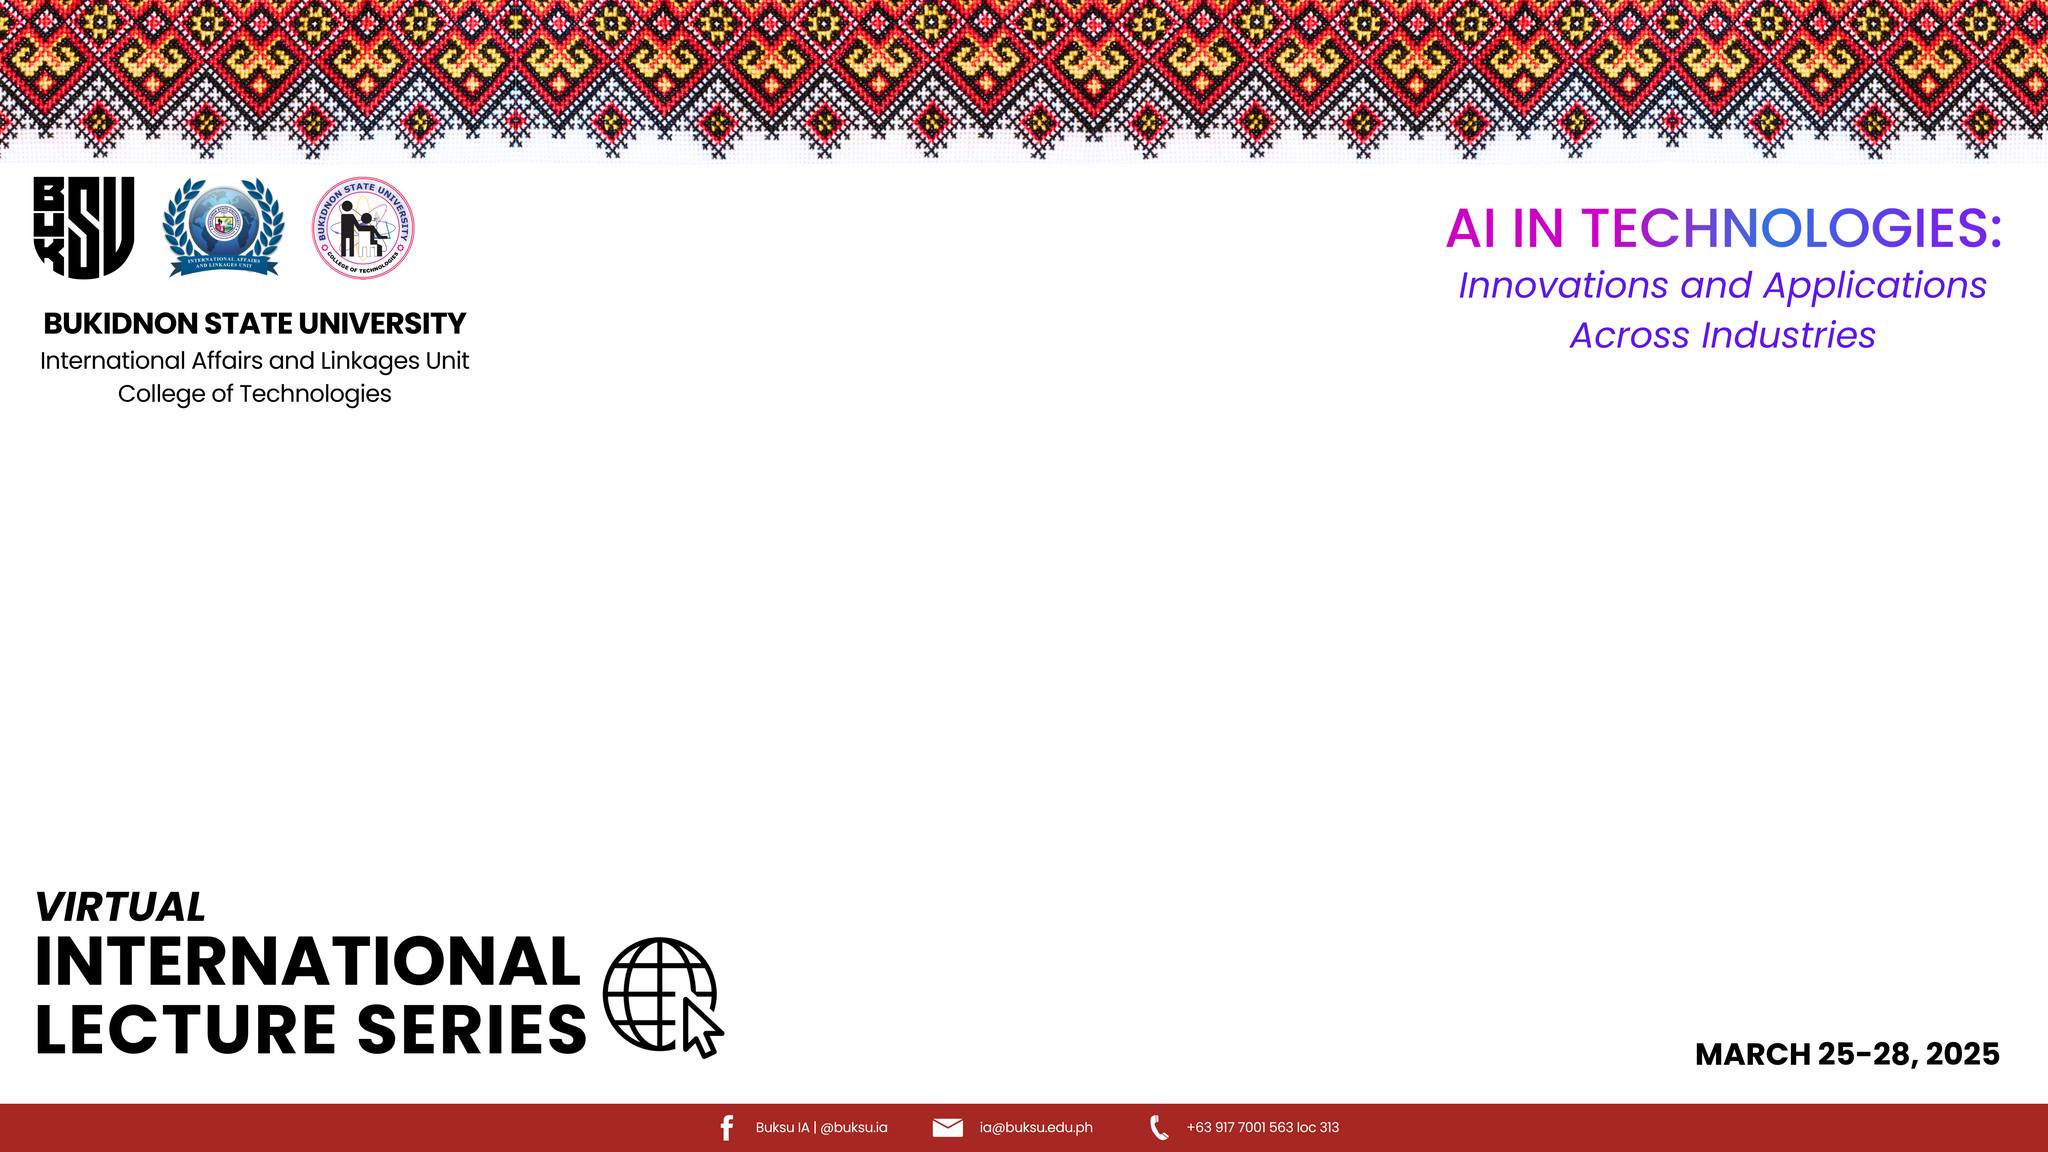 BUKSU
INTERNATIONAL AFFAIRS
AND LINKAGES UNIT
BUKIDNON STATE UNIVERSITY
COLLEGE OF TECHNOLOGIES
BUKIDNON STATE UNIVERSITY
International Affairs and Linkages Unit
College of Technologies
AI IN TECHNOLOGIES:
Innovations and Applications
Across Industries
VIRTUAL
INTERNATIONAL
LECTURE SERIES
MARCH 25-28, 2025
Buksu IA | @buksu.ia
ia@buksu.edu.ph
+63 917 7001 563 loc 313